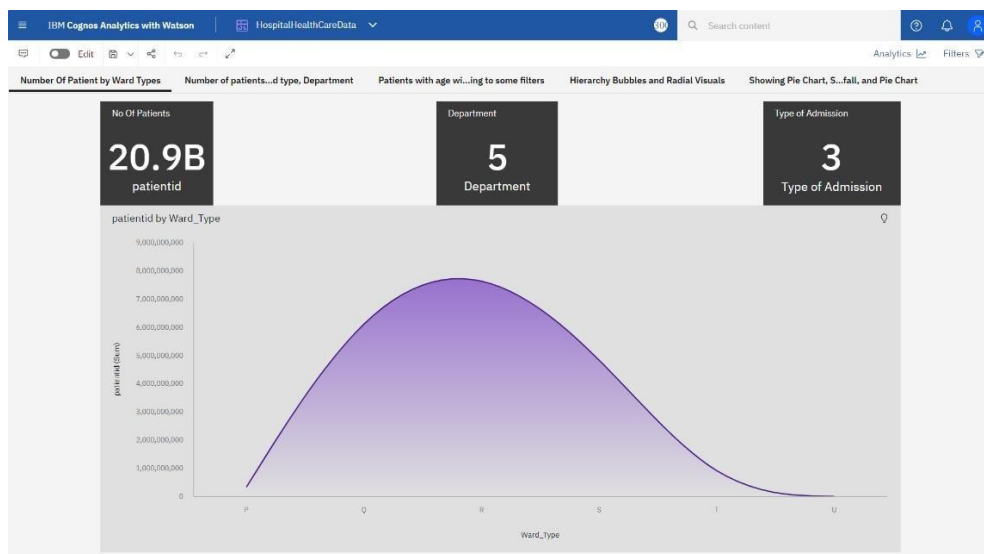 IBM Cognos Analytics with Watson
HospitalHealthCareData
30
Search content
Edit
Analytics
Filters
Number Of Patient by Ward Types
Number of patients...d type, Department
Patients with age wi...ing to some filters
Hierarchy Bubbles and Radial Visuals
Showing Pie Chart, S...fall, and Pie Chart
No Of Patients
20.9B
patientid
Department
5
Department
Type of Admission
3
Type of Admission
patientid by Ward_Type
9,000,000,000
8,000,000,000
7,000,000,000
6,000,000,000
5,000,000,000
4,000,000,000
3,000,000,000
2,000,000,000
1,000,000,000
0
patientid (Sum)
P
Q
R
S
T
U
Ward_Type